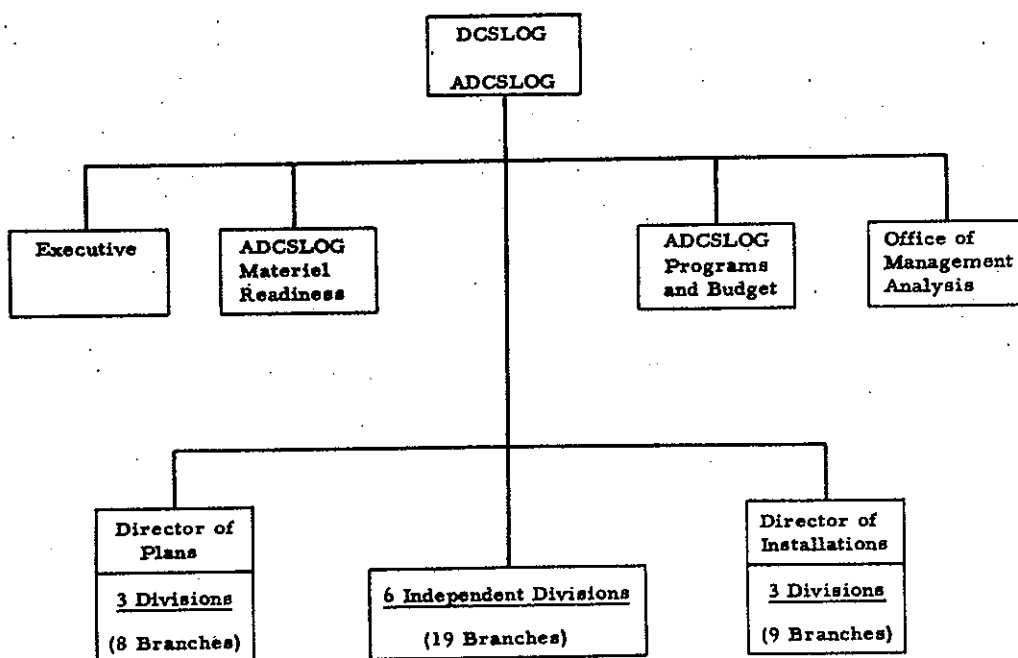 DCSLOG
ADCSLOG
Executive
ADCSLOG
Materiel
Readiness
ADCSLOG
Programs
and Budget
Office of
Management
Analysis
Director of
Plans
3 Divisions
(8 Branches)
6 Independent Divisions
(19 Branches)
Director of
Installations
3 Divisions
(9 Branches)